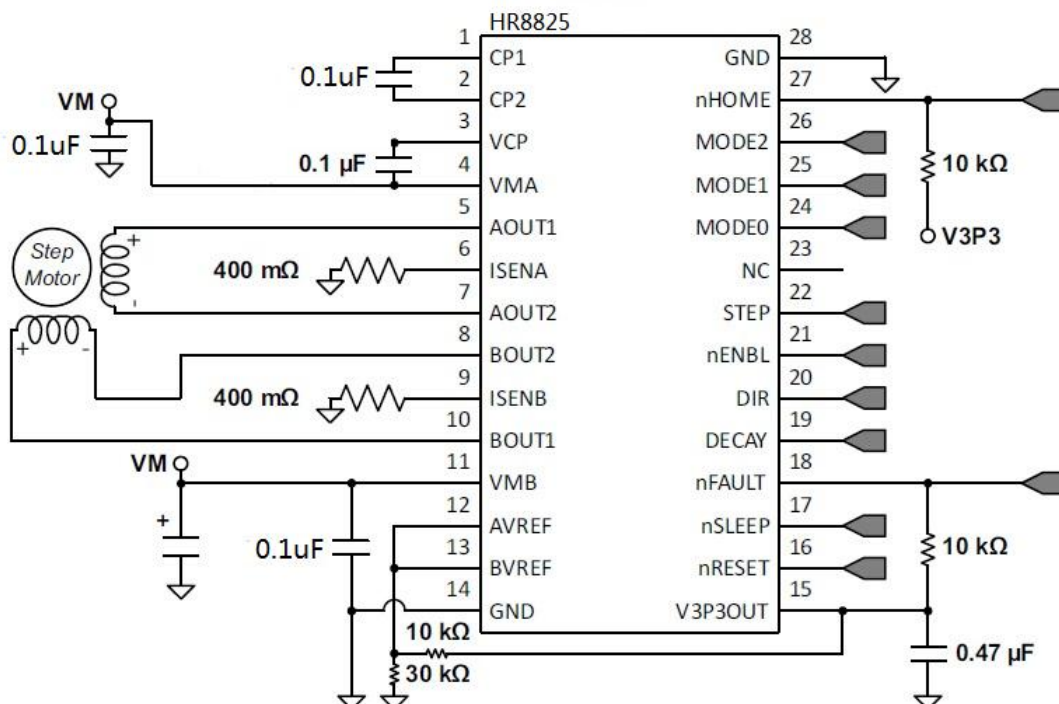 HR8825
1 CP1
2 CP2
0.1uF
3 VCP
4 VMA
VM
0.1uF
0.1 µF
5 AOUT1
6 ISENA
7 AOUT2
8 BOUT2
9 ISENB
10 BOUT1
Step
Motor
+
-
+
-
400 mΩ
400 mΩ
VM
11 VMB
12 AVREF
13 BVREF
14 GND
+
0.1uF
10 kΩ
30 kΩ
28 GND
27 nHOME
26 MODE2
25 MODE1
24 MODE0
23 NC
22 STEP
21 nENBL
20 DIR
19 DECAY
18 nFAULT
17 nSLEEP
16 nRESET
15 V3P3OUT
10 kΩ
V3P3
10 kΩ
0.47 µF